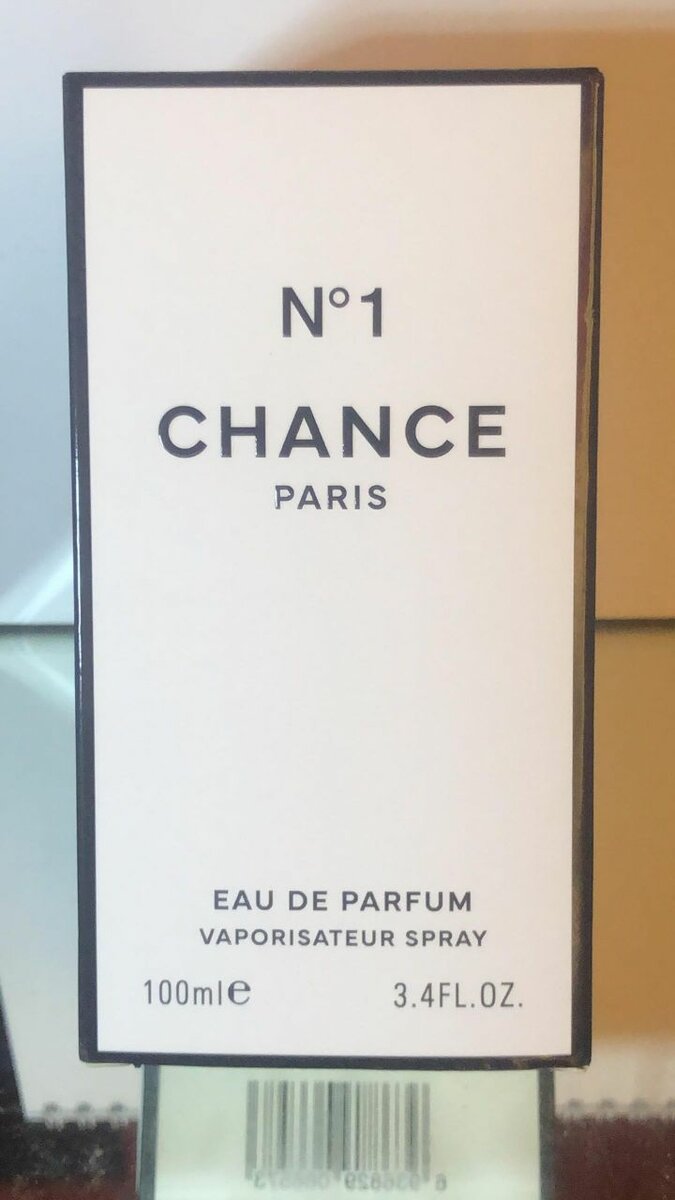 N°1
CHANCE
PARIS
EAU DE PARFUM
VAPORISATEUR SPRAY
100ml℮
3.4FL.OZ.